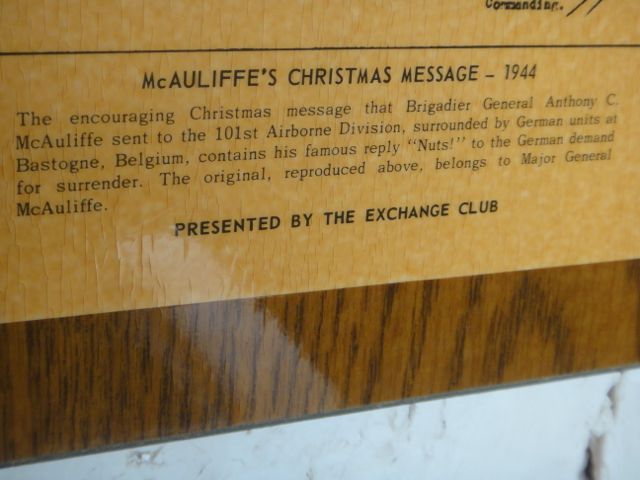 Commanding.
McAULIFFE'S CHRISTMAS MESSAGE – 1944
The encouraging Christmas message that Brigadier General Anthony C.
McAuliffe sent to the 101st Airborne Division, surrounded by German units at
Bastogne, Belgium, contains his famous reply "Nuts!" to the German demand
for surrender. The original, reproduced above, belongs to Major General
McAuliffe.
PRESENTED BY THE EXCHANGE CLUB